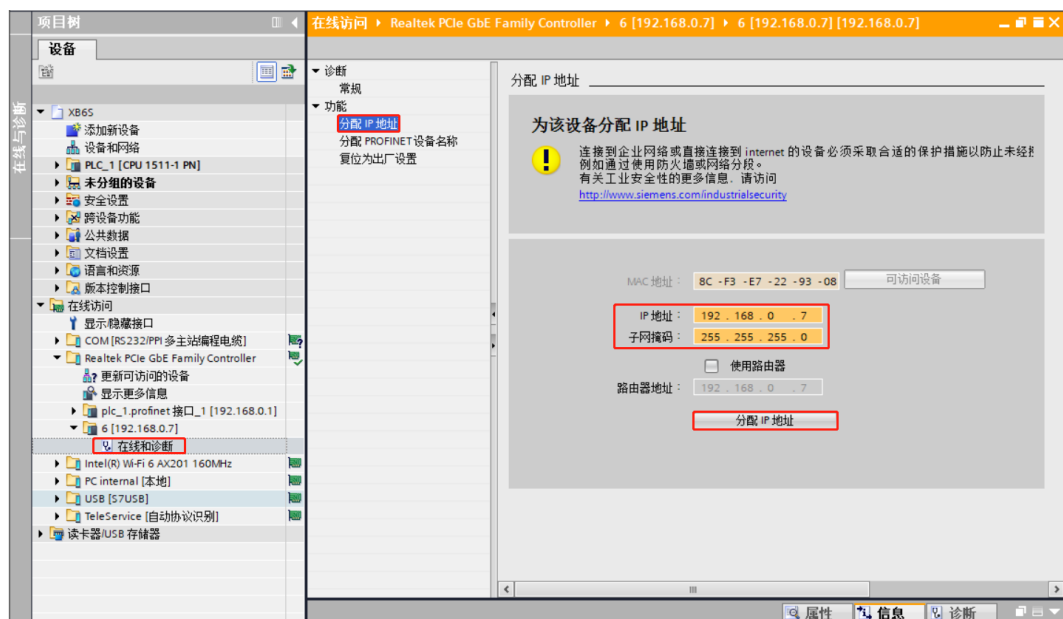 项目树
设备
在线与诊断
XB6S
添加新设备
设备和网络
PLC_1 [CPU 1511-1 PN]
未分组的设备
安全设置
跨设备功能
公共数据
文档设置
语言和资源
版本控制接口
在线访问
显示/隐藏接口
COM [RS232/PPI 多主站编程电缆]
Realtek PCIe GbE Family Controller
更新可访问的设备
显示更多信息
plc_1.profinet 接口_1 [192.168.0.1]
6 [192.168.0.7]
在线和诊断
Intel(R) Wi-Fi 6 AX201 160MHz
PC internal [本地]
USB [S7USB]
TeleService [自动协议识别]
读卡器/USB 存储器
在线访问 ▸ Realtek PCIe GbE Family Controller ▸ 6 [192.168.0.7] ▸ 6 [192.168.0.7] [192.168.0.7]
诊断
常规
功能
分配 IP 地址
分配 PROFINET 设备名称
复位为出厂设置
分配 IP 地址
为该设备分配 IP 地址
连接到企业网络或直接连接到 internet 的设备必须采取合适的保护措施以防止未经
例如通过使用防火墙或网络分段。
有关工业安全性的更多信息，请访问
http://www.siemens.com/industrialsecurity
MAC 地址： 8C -F3 -E7 -22 -93 -08 可访问设备
IP 地址： 192 . 168 . 0 . 7
子网掩码： 255 . 255 . 255 . 0
使用路由器
路由器地址： 192 . 168 . 0 . 7
分配 IP 地址
属性 信息 诊断